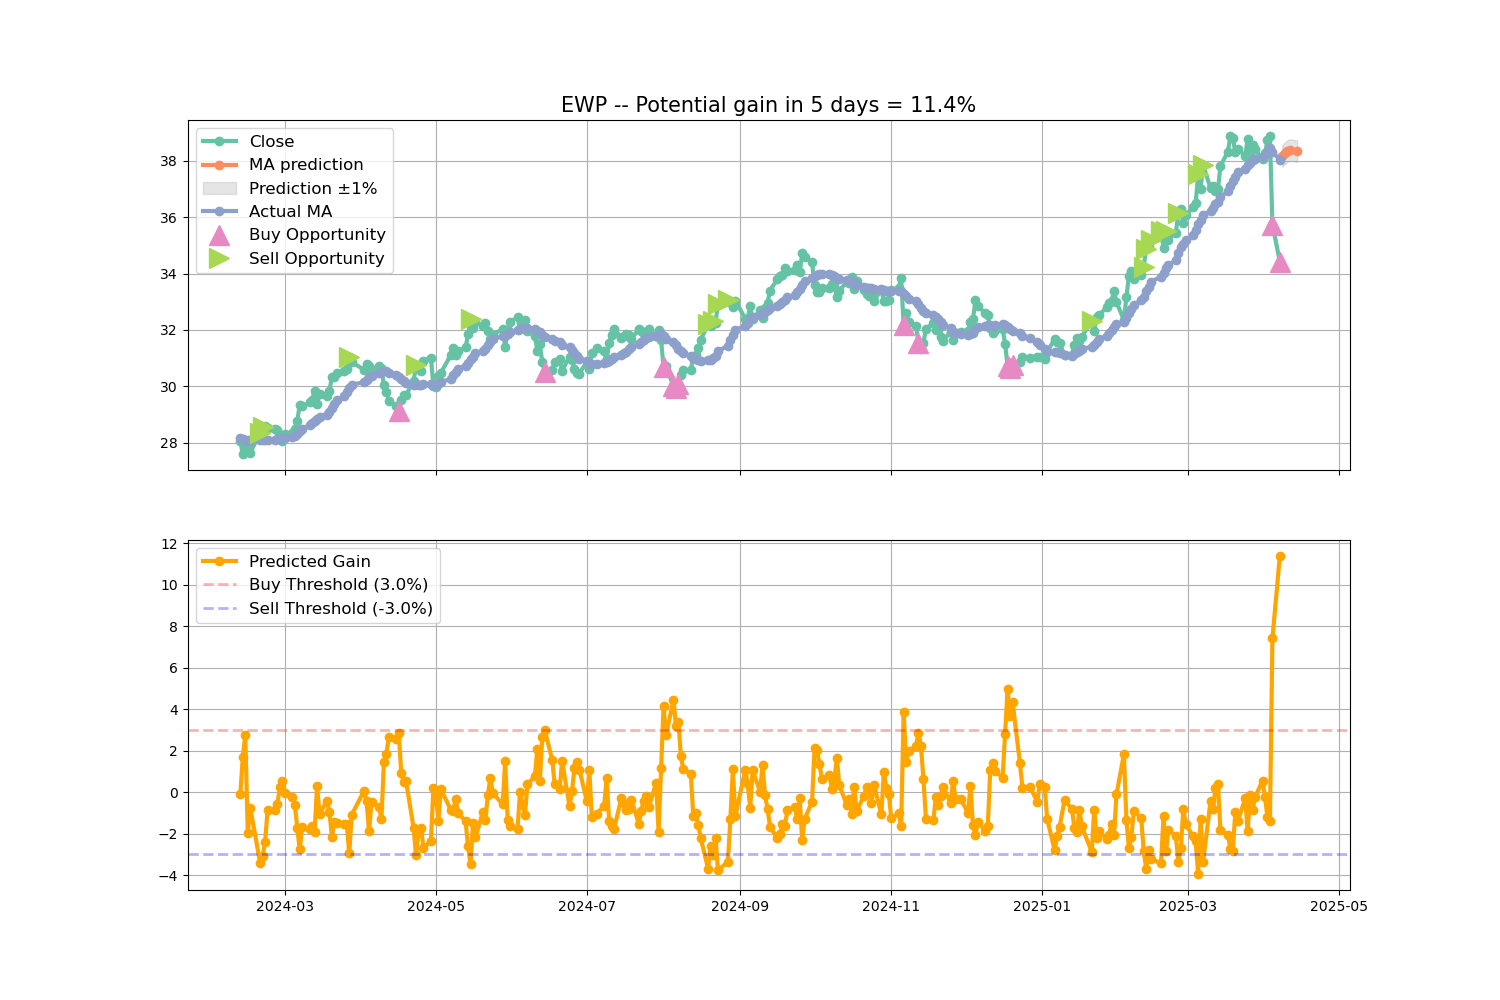 EWP -- Potential gain in 5 days = 11.4%
Close
MA prediction
Prediction ±1%
Actual MA
Buy Opportunity
Sell Opportunity
38
36
34
32
30
28
Predicted Gain
Buy Threshold (3.0%)
Sell Threshold (-3.0%)
12
10
8
6
4
2
0
−2
−4
2024-03 2024-05 2024-07 2024-09 2024-11 2025-01 2025-03 2025-05